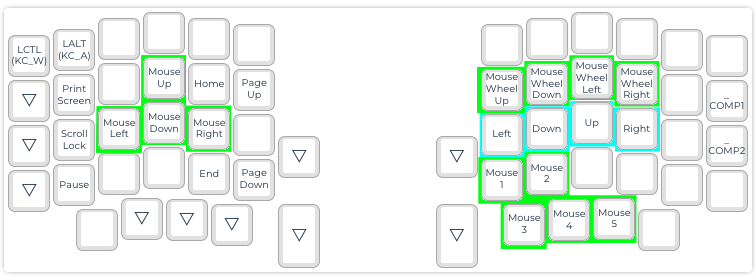 LCTL
(KC_W)
LALT
(KC_A)
Mouse
Up
Home
Page
Up
Print
Screen
Mouse
Left
Mouse
Down
Mouse
Right
Scroll
Lock
End
Page
Down
Pause
Mouse
Wheel
Up
Mouse
Wheel
Down
Mouse
Wheel
Left
Mouse
Wheel
Right
_
COMP1
Left
Down
Up
Right
_
COMP2
Mouse
1
Mouse
2
Mouse
3
Mouse
4
Mouse
5